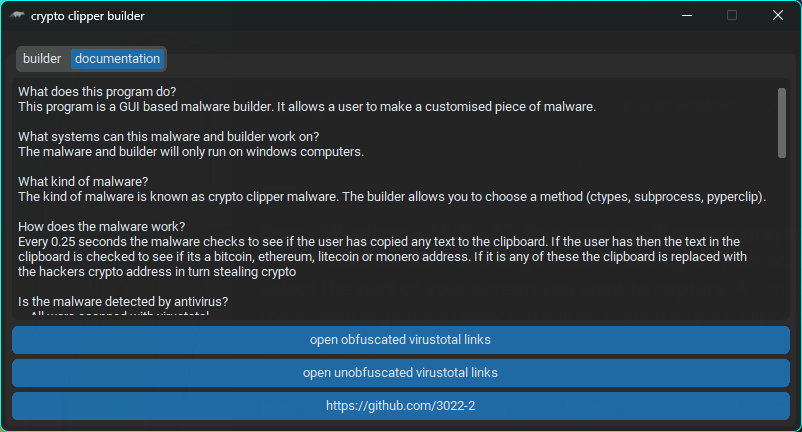 crypto clipper builder
builder documentation
What does this program do?
This program is a GUI based malware builder. It allows a user to make a customised piece of malware.
What systems can this malware and builder work on?
The malware and builder will only run on windows computers.
What kind of malware?
The kind of malware is known as crypto clipper malware. The builder allows you to choose a method (ctypes, subprocess, pyperclip).
How does the malware work?
Every 0.25 seconds the malware checks to see if the user has copied any text to the clipboard. If the user has then the text in the
clipboard is checked to see if its a bitcoin, ethereum, litecoin or monero address. If it is any of these the clipboard is replaced with
the hackers crypto address in turn stealing crypto
Is the malware detected by antivirus?
All were scanned with virustotal
open obfuscated virustotal links
open unobfuscated virustotal links
https://github.com/3022-2